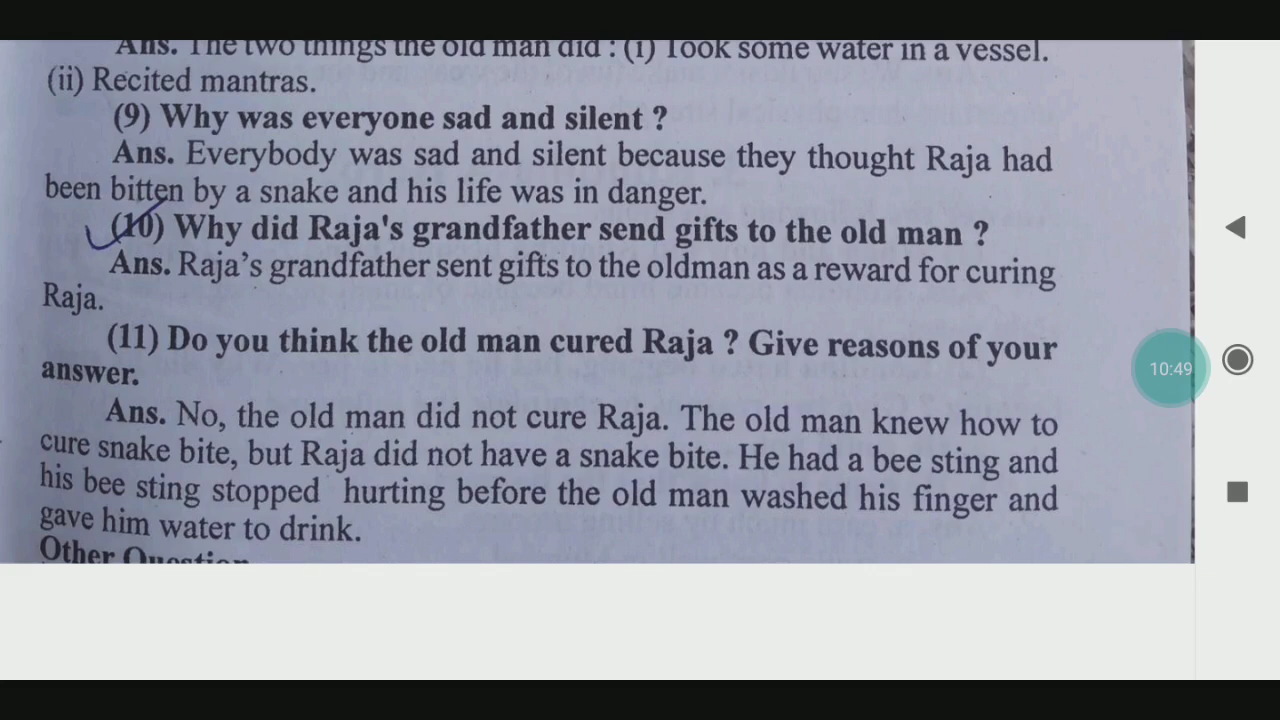 Ans. The two things the old man did : (i) Took some water in a vessel.
(ii) Recited mantras.
(9) Why was everyone sad and silent ?
Ans. Everybody was sad and silent because they thought Raja had
been bitten by a snake and his life was in danger.
(10) Why did Raja's grandfather send gifts to the old man ?
Ans. Raja's grandfather sent gifts to the oldman as a reward for curing
Raja.
(11) Do you think the old man cured Raja ? Give reasons of your
answer.
10:49
Ans. No, the old man did not cure Raja. The old man knew how to
cure snake bite, but Raja did not have a snake bite. He had a bee sting and
his bee sting stopped hurting before the old man washed his finger and
gave him water to drink.
Other Question